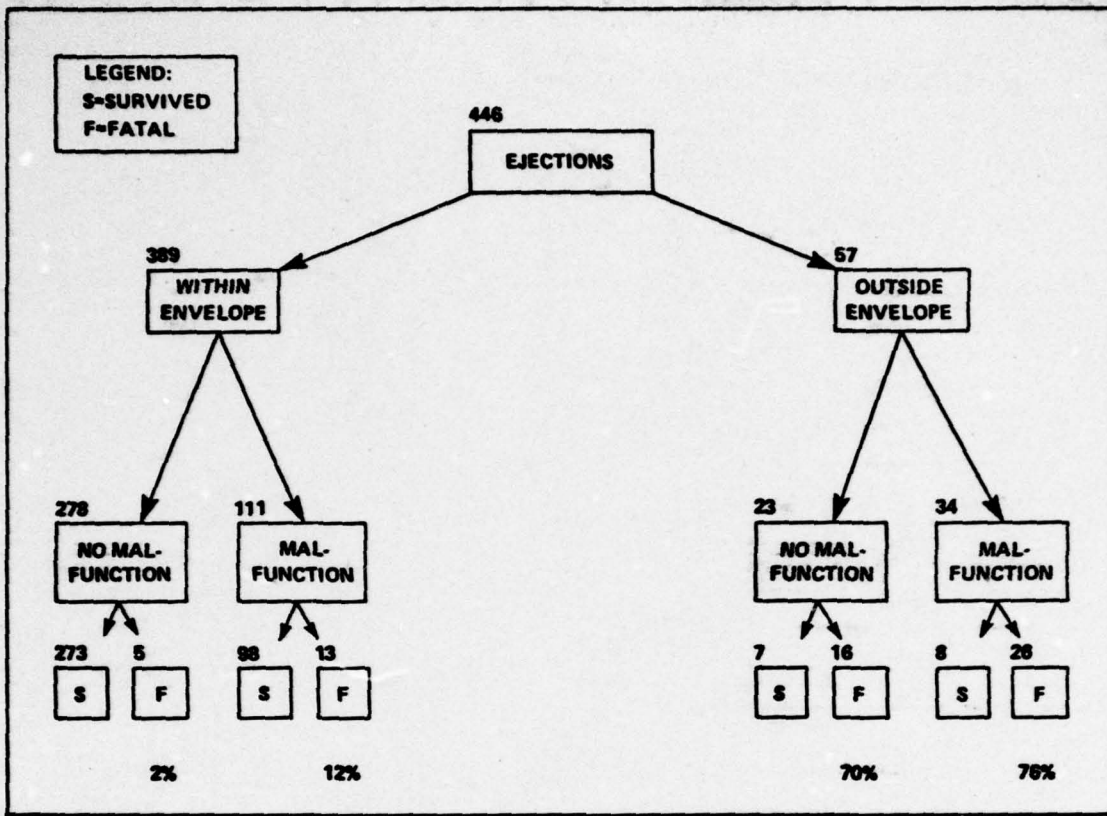 LEGEND:
S=SURVIVED
F=FATAL
446
EJECTIONS
389
WITHIN
ENVELOPE
57
OUTSIDE
ENVELOPE
278
NO MAL-
FUNCTION
111
MAL-
FUNCTION
23
NO MAL-
FUNCTION
34
MAL-
FUNCTION
273
S
5
F
98
S
13
F
7
S
16
F
8
S
26
F
2%
12%
70%
76%